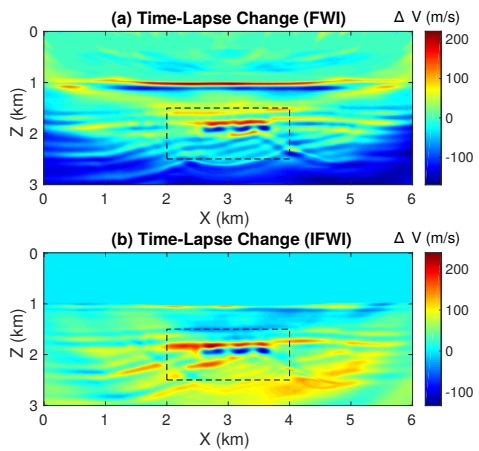 (a) Time-Lapse Change (FWI)
Δ V (m/s)
0
1
2
3
Z (km)
0 1 2 3 4 5 6
X (km)
200
100
0
-100
(b) Time-Lapse Change (IFWI)
Δ V (m/s)
0
1
2
3
Z (km)
0 1 2 3 4 5 6
X (km)
200
100
0
-100